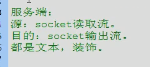 服务端:
源: socket读取流。
目的: socket输出流。
都是文本, 装饰。